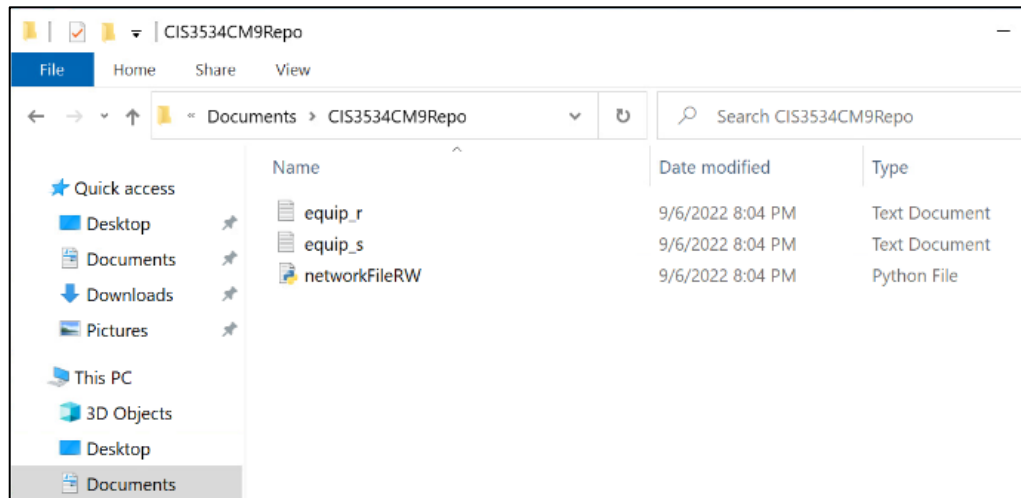 CIS3534CM9Repo
File Home Share View
« Documents > CIS3534CM9Repo
Search CIS3534CM9Repo
Name Date modified Type
Quick access
Desktop
Documents
Downloads
Pictures
This PC
3D Objects
Desktop
Documents
equip_r 9/6/2022 8:04 PM Text Document
equip_s 9/6/2022 8:04 PM Text Document
networkFileRW 9/6/2022 8:04 PM Python File